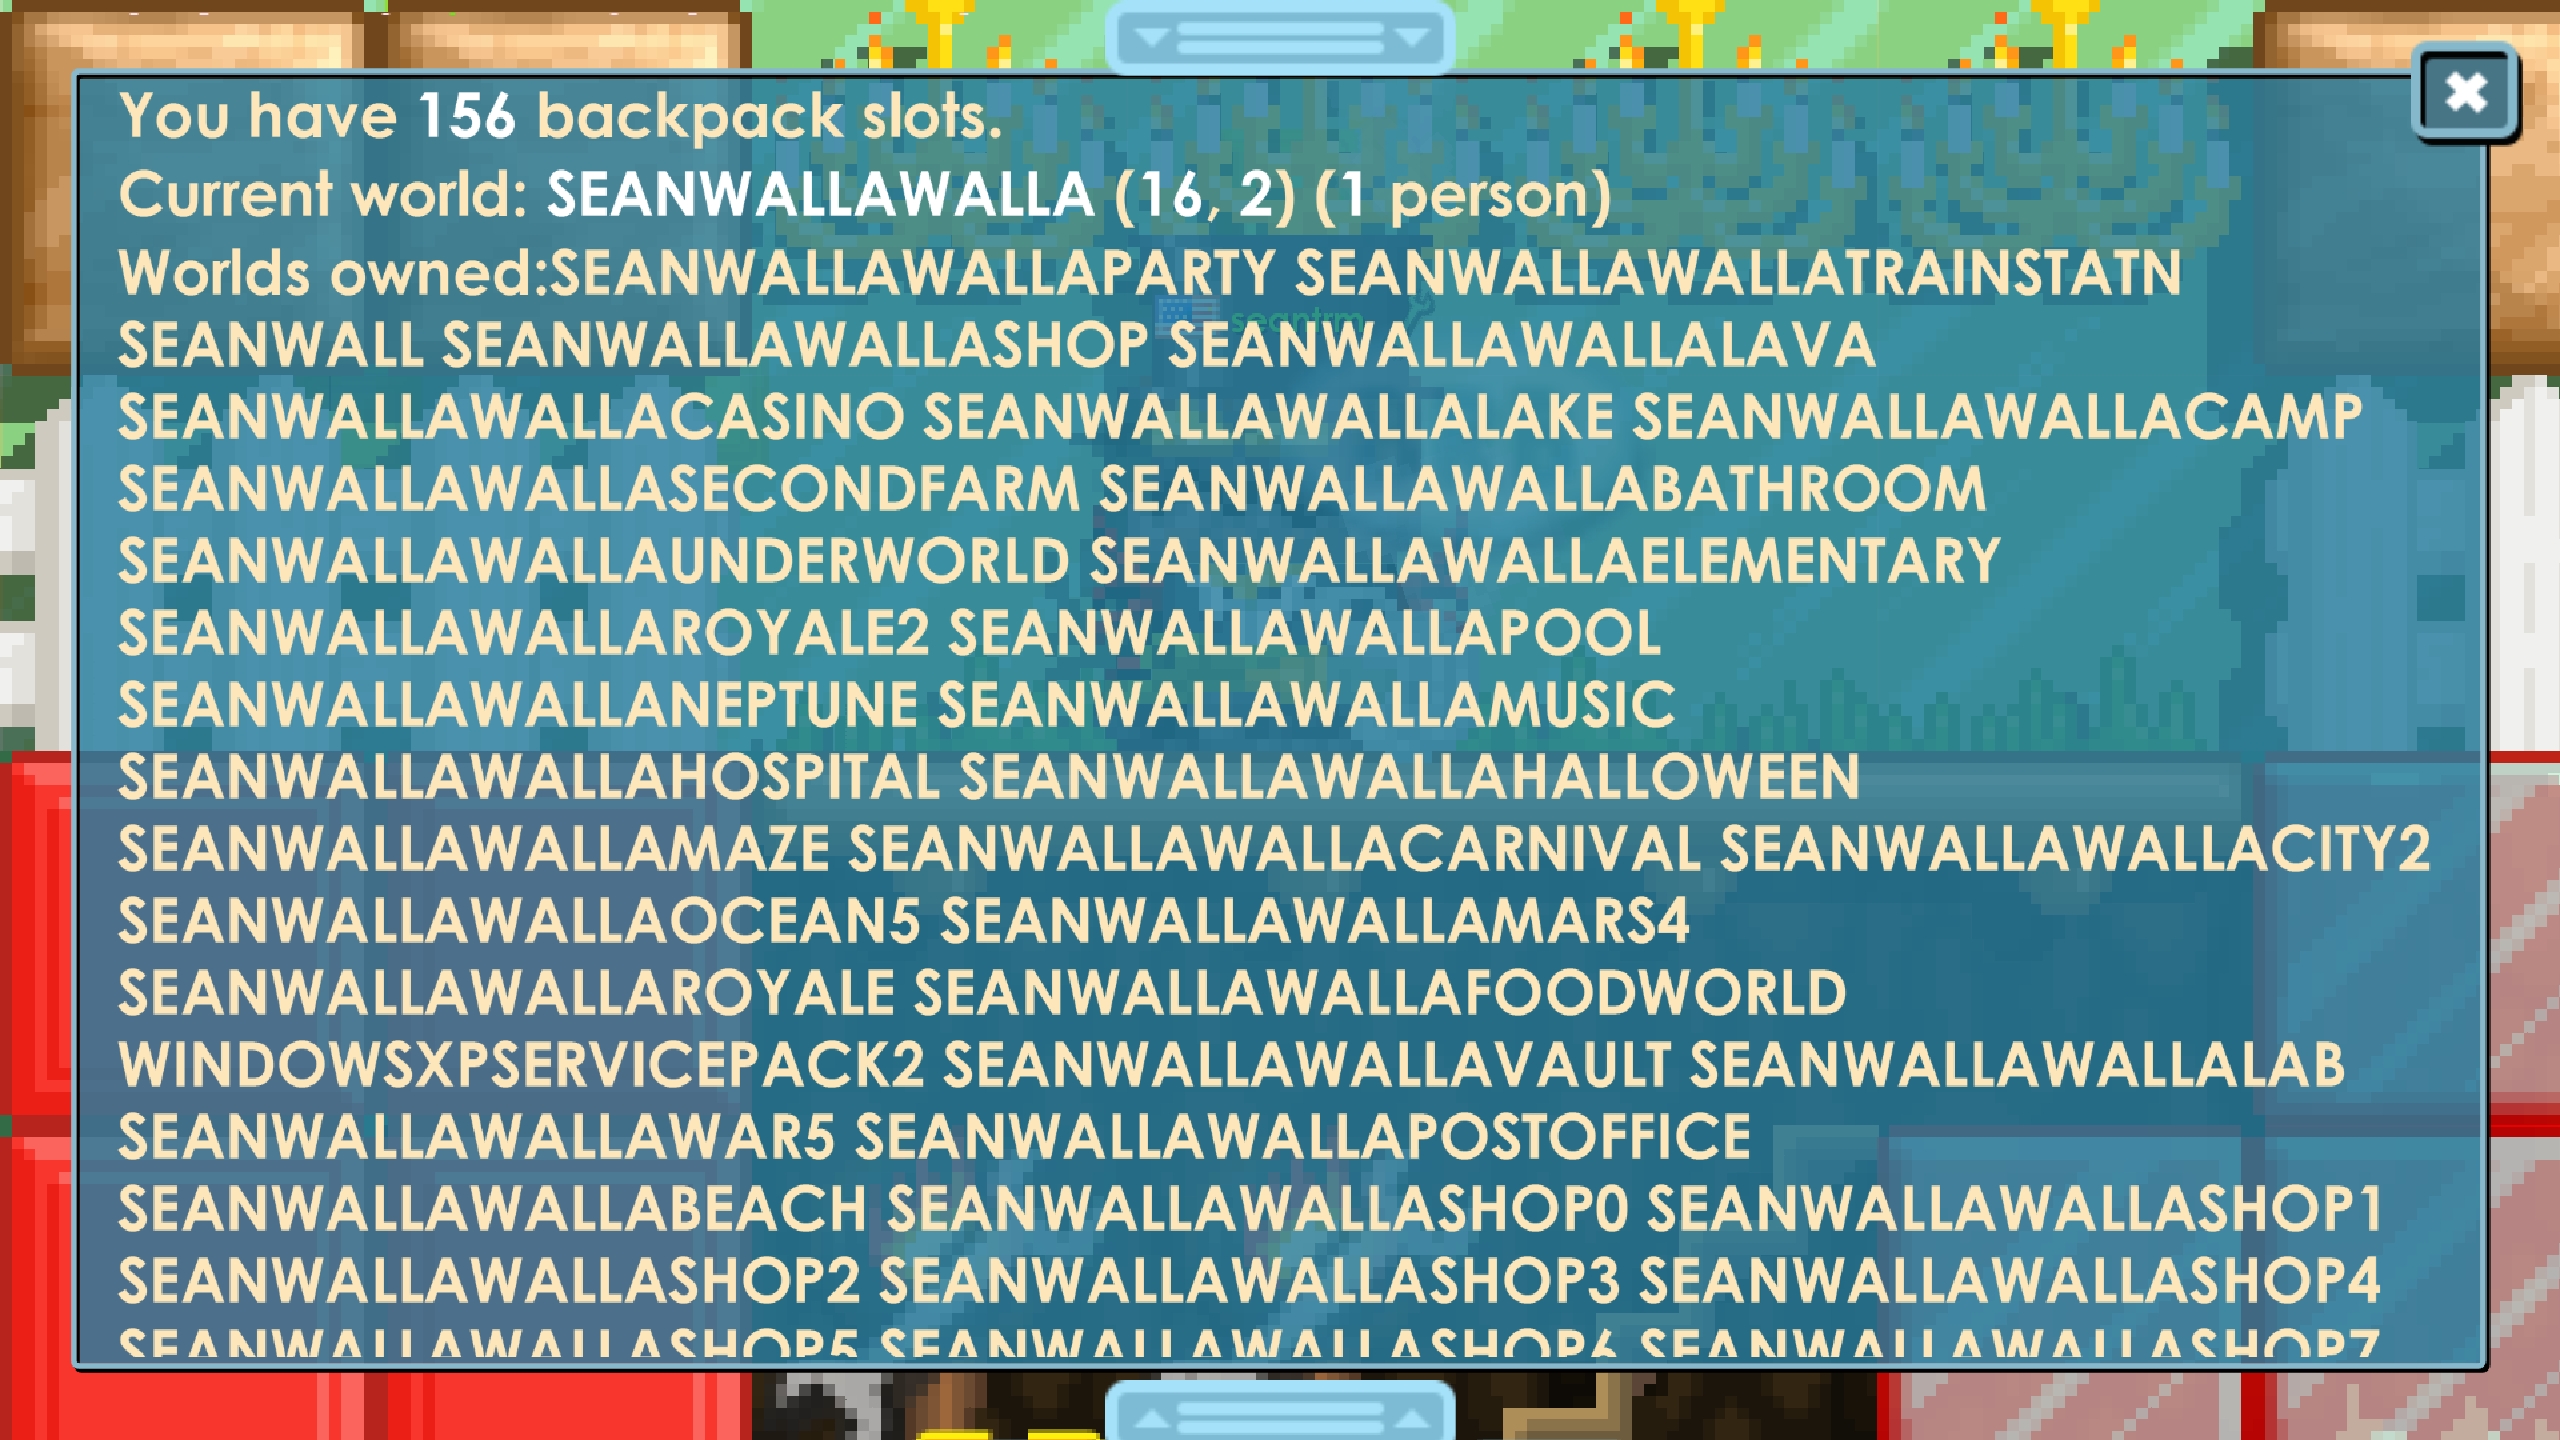 You have 156 backpack slots.
Current world: SEANWALLAWALLA (16, 2) (1 person)
Worlds owned:SEANWALLAWALLAPARTY SEANWALLAWALLATRAINSTATN
seantrm
SEANWALL SEANWALLAWALLASHOP SEANWALLAWALLALAVA
SEANWALLAWALLACASINO SEANWALLAWALLALAKE SEANWALLAWALLACAMP
SEANWALLAWALLASECONDFARM SEANWALLAWALLABATHROOM
SEANWALLAWALLAUNDERWORLD SEANWALLAWALLAELEMENTARY
SEANWALLAWALLAROYALE2 SEANWALLAWALLAPOOL
SEANWALLAWALLANEPTUNE SEANWALLAWALLAMUSIC
SEANWALLAWALLAHOSPITAL SEANWALLAWALLAHALLOWEEN
SEANWALLAWALLAMAZE SEANWALLAWALLACARNIVAL SEANWALLAWALLACITY2
SEANWALLAWALLAOCEAN5 SEANWALLAWALLAMARS4
SEANWALLAWALLAROYALE SEANWALLAWALLAFOODWORLD
WINDOWSXPSERVICEPACK2 SEANWALLAWALLAVAULT SEANWALLAWALLALAB
SEANWALLAWALLAWAR5 SEANWALLAWALLAPOSTOFFICE
SEANWALLAWALLABEACH SEANWALLAWALLASHOP0 SEANWALLAWALLASHOP1
SEANWALLAWALLASHOP2 SEANWALLAWALLASHOP3 SEANWALLAWALLASHOP4
SEANWALLAWALLASHOP5 SEANWALLAWALLASHOP6 SEANWALLAWALLASHOP7